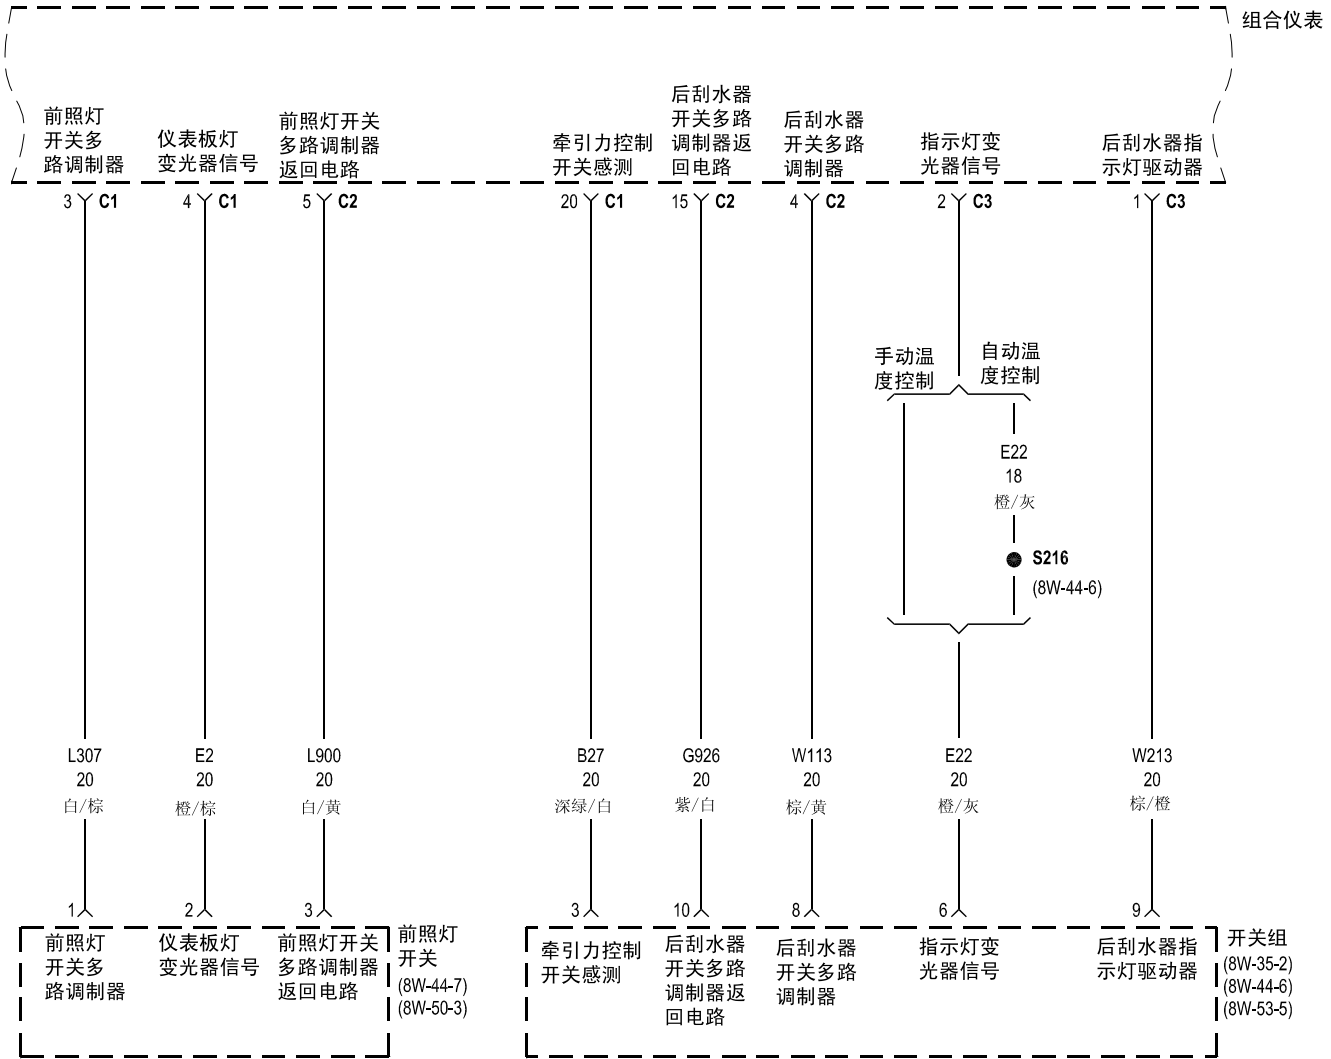 组合仪表
前照灯
开关多
路调制器
仪表板灯
变光器信号
前照灯开关
多路调制器
返回电路
牵引力控制
开关感测
后刮水器
开关多路
调制器返
回电路
后刮水器
开关多路
调制器
指示灯变
光器信号
后刮水器指
示灯驱动器
3 C1
4 C1
5 C2
20 C1
15 C2
4 C2
2 C3
1 C3
手动温
度控制
自动温
度控制
E22
18
橙/灰
S216
(8W-44-6)
L307
20
白/棕
E2
20
橙/棕
L900
20
白/黄
B27
20
深绿/白
G926
20
紫/白
W113
20
棕/黄
E22
20
橙/灰
W213
20
棕/橙
1
2
3
3
10
8
6
9
前照灯
开关多
路调制器
仪表板灯
变光器信号
前照灯开关
多路调制器
返回电路
前照灯
开关
(8W-44-7)
(8W-50-3)
牵引力控制
开关感测
后刮水器
开关多路
调制器返
回电路
后刮水器
开关多路
调制器
指示灯变
光器信号
后刮水器指
示灯驱动器
开关组
(8W-35-2)
(8W-44-6)
(8W-53-5)